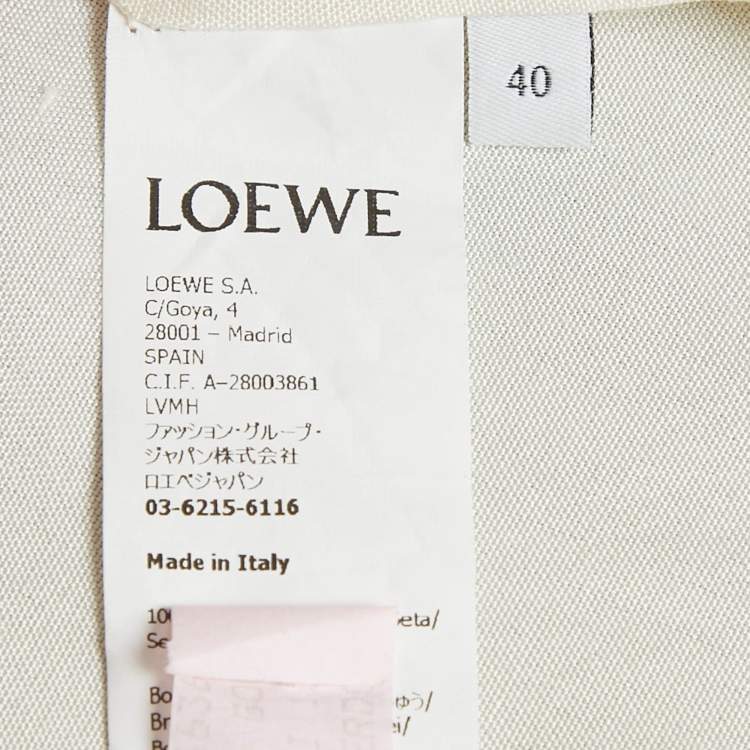 40
LOEWE
LOEWE S.A.
C/Goya, 4
28001 – Madrid
SPAIN
C.I.F. A-28003861
LVMH
ファッション・グループ・
ジャパン株式会社
ロエベジャパン
03-6215-6116
Made in Italy